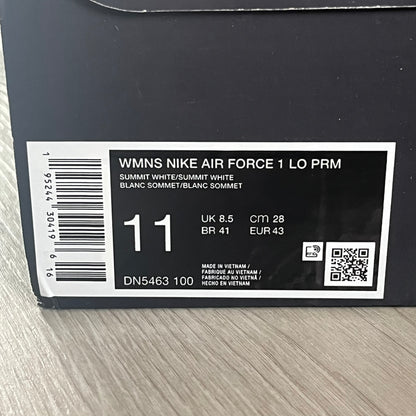 WMNS NIKE AIR FORCE 1 LO PRM
SUMMIT WHITE/SUMMIT WHITE
BLANC SOMMET/BLANC SOMMET
11
UK 8.5 cm 28
BR 41 EUR 43
MADE IN VIETNAM /
FABRIQUE AU VIETNAM /
FABRICADO NO VIETNÃ /
HECHO EN VIETNAM
DN5463 100
1 95244 30419 6 16